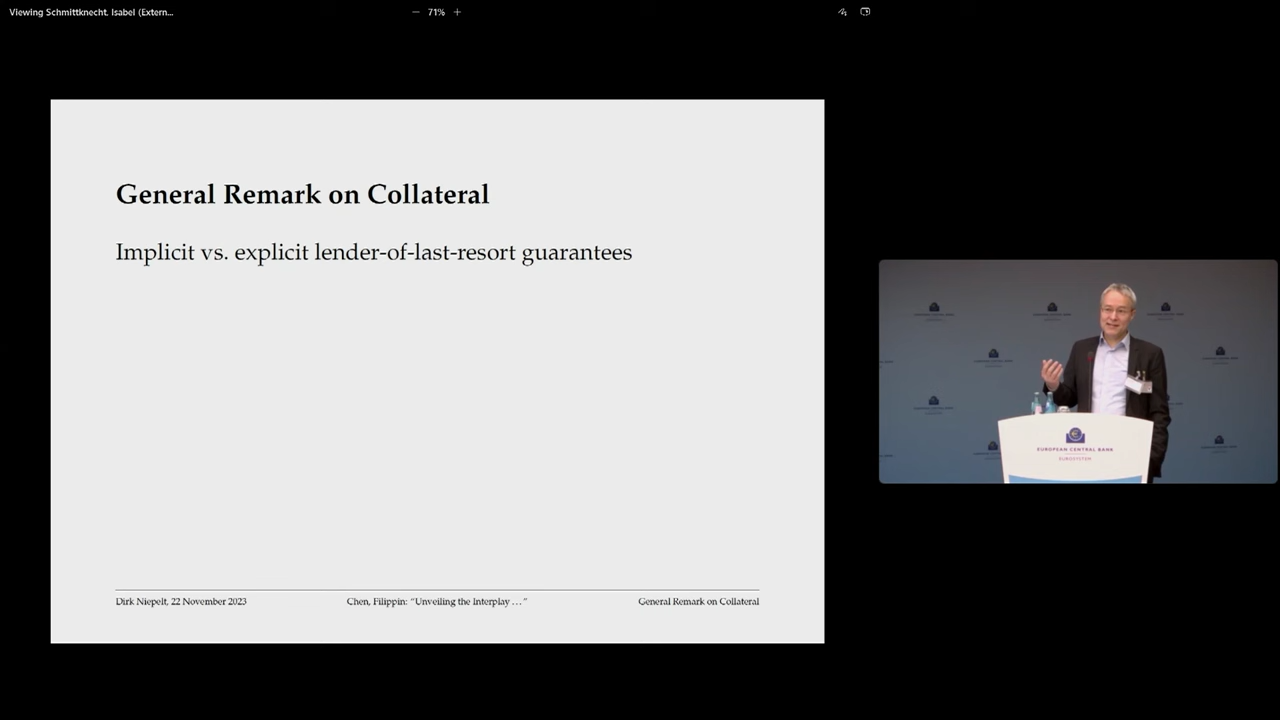 Viewing Schmittknecht, Isabel (Extern...
71%
General Remark on Collateral
Implicit vs. explicit lender-of-last-resort guarantees
Dirk Niepelt, 22 November 2023
Chen, Filippin: “Unveiling the Interplay ...”
General Remark on Collateral
EUROPEAN CENTRAL BANK
EUROSYSTEM